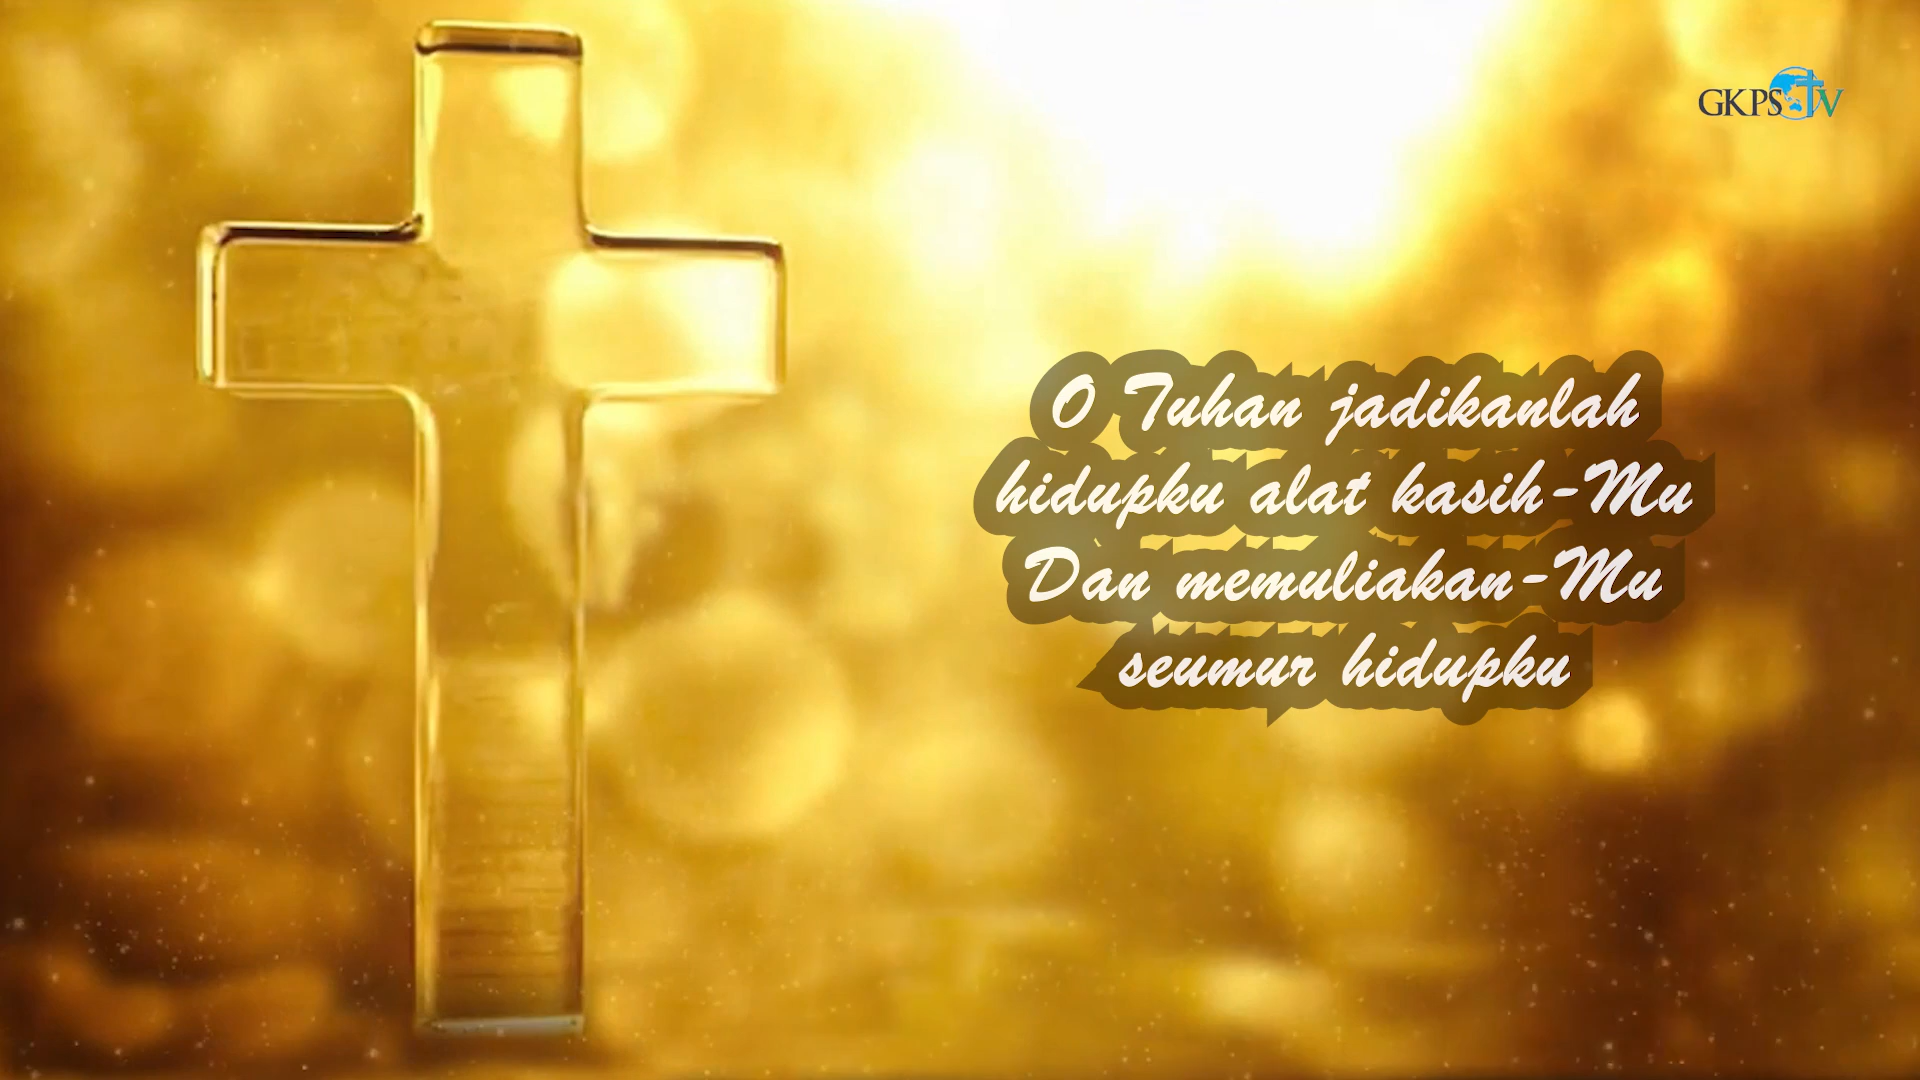 GKPS TV
O Tuhan jadikanlah
hidupku alat kasih-Mu
Dan memuliakan-Mu
seumur hidupku